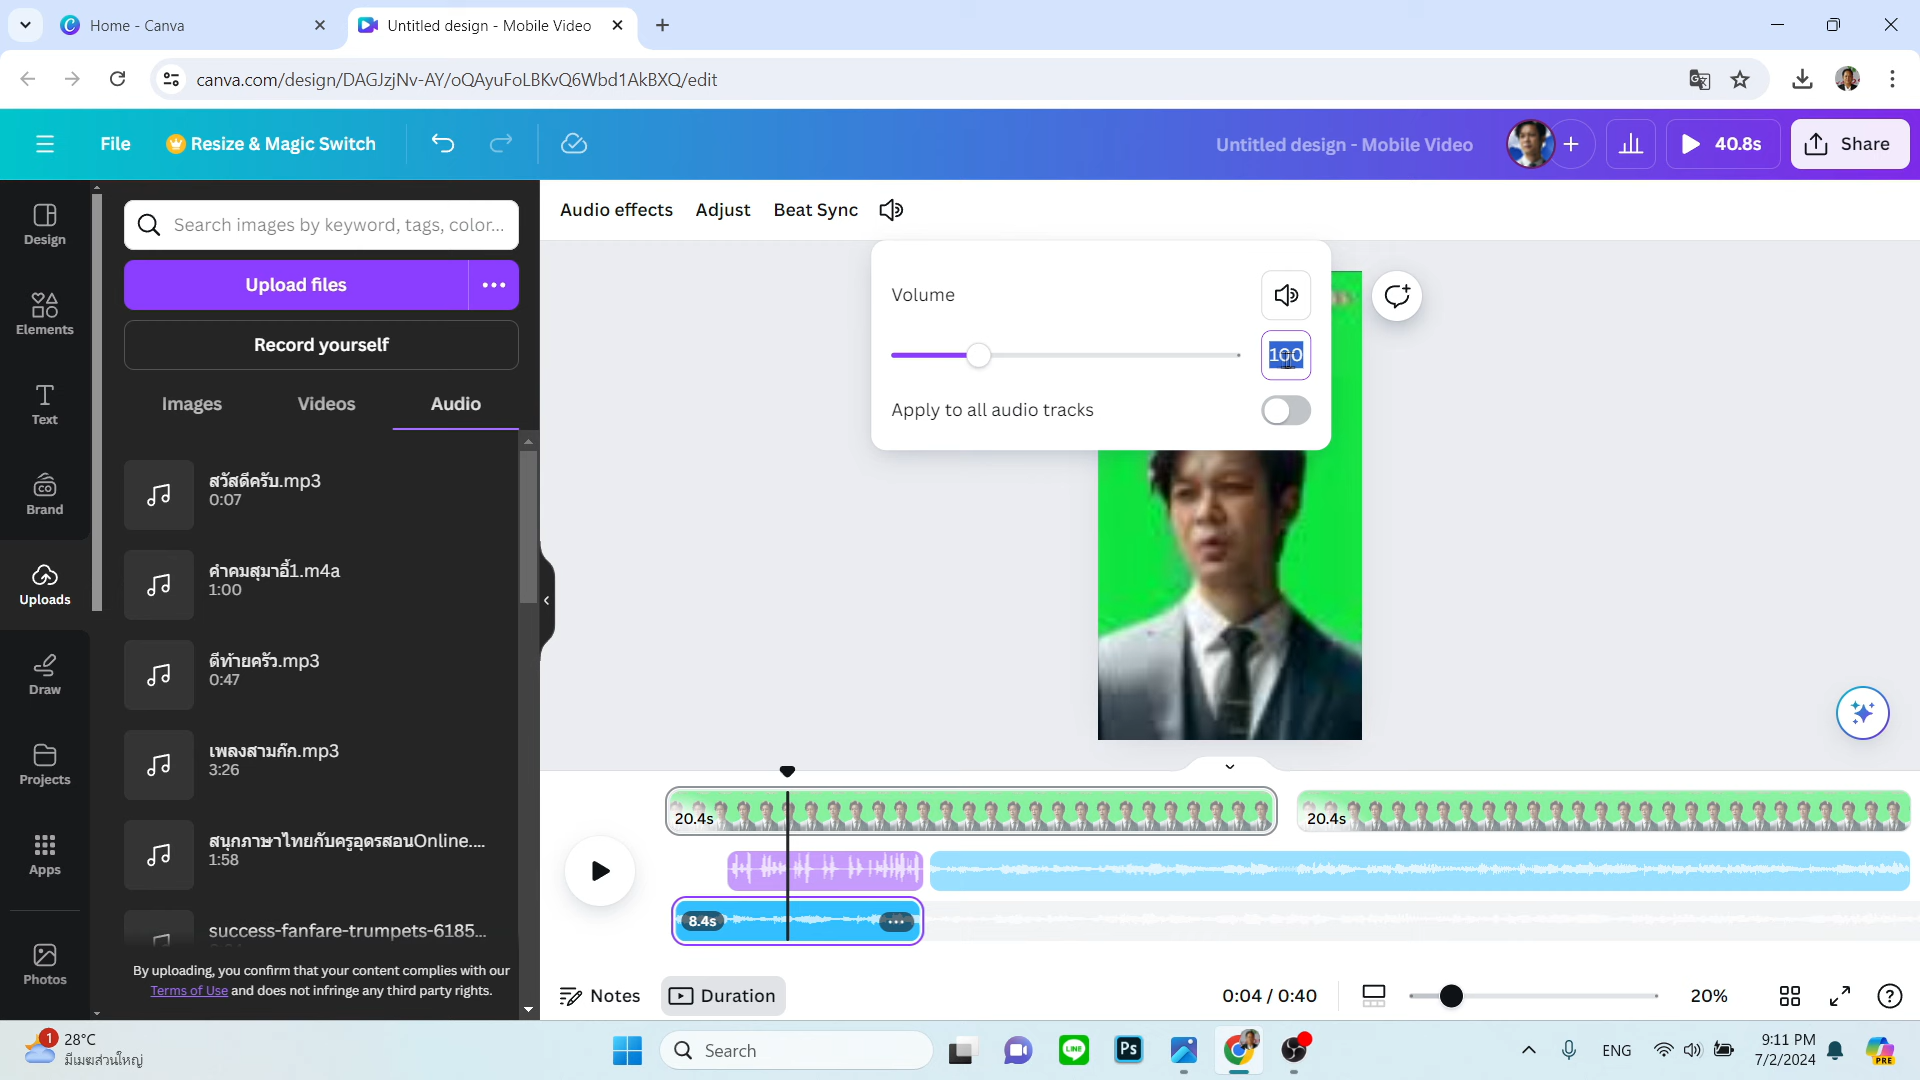 Home - Canva
Untitled design - Mobile Video
canva.com/design/DAGJzjNv-AY/oQAyuFoLBKvQ6Wbd1AkBXQ/edit
File
Resize & Magic Switch
Untitled design - Mobile Video
40.8s
Share
Design
Elements
Text
Brand
Uploads
Draw
Projects
Apps
Photos
Search images by keyword, tags, color...
Upload files
Record yourself
Images
Videos
Audio
สวัสดีครับ.mp3
0:07
คำคมสุมาอี้1.m4a
1:00
ตีท้ายครัว.mp3
0:47
เพลงสามก๊ก.mp3
3:26
สนุกภาษาไทยกับครูอุดรสอนOnline....
1:58
success-fanfare-trumpets-6185...
By uploading, you confirm that your content complies with our
Terms of Use and does not infringe any third party rights.
Audio effects
Adjust
Beat Sync
Volume
100
Apply to all audio tracks
20.4s
20.4s
8.4s
Notes
Duration
0:04 / 0:40
20%
1
28°C
มีเมฆส่วนใหญ่
Search
LINE
Ps
ENG
9:11 PM
7/2/2024
PRE